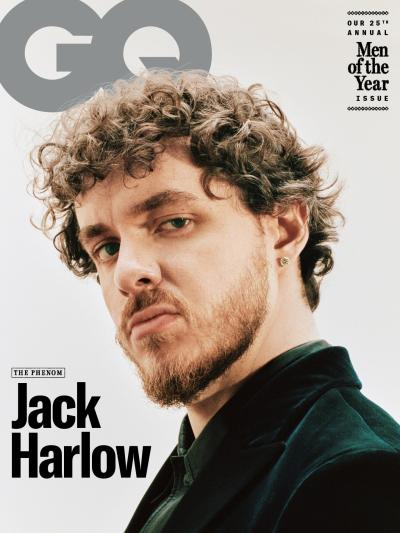 GQ
OUR 25TH
ANNUAL
Men
of the
Year
ISSUE
THE PHENOM
Jack
Harlow